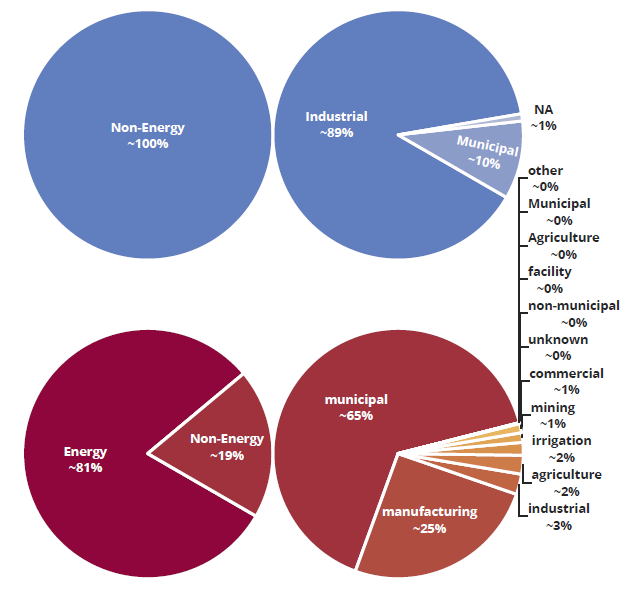 Non-Energy
~100%
Industrial
~89%
NA
~1%
Municipal
~10%
other
~0%
Municipal
~0%
Agriculture
~0%
facility
~0%
non-municipal
~0%
unknown
~0%
commercial
~1%
mining
~1%
irrigation
~2%
agriculture
~2%
industrial
~3%
Energy
~81%
Non-Energy
~19%
municipal
~65%
manufacturing
~25%